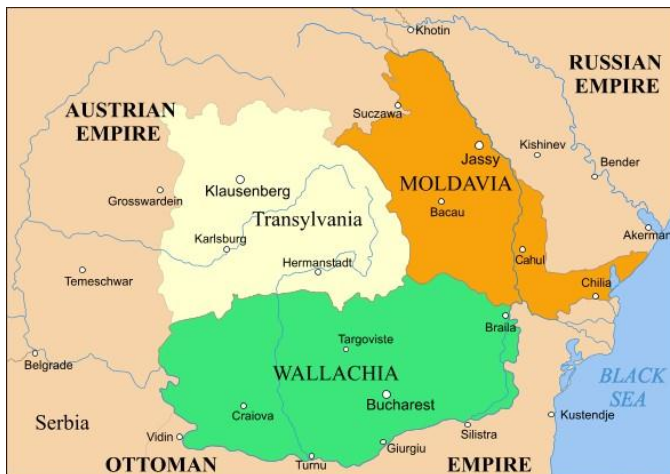 Khotin
RUSSIAN
EMPIRE
AUSTRIAN
EMPIRE
Suczawa
Kishinev
Jassy
Bender
Klausenberg
MOLDAVIA
Grosswardein
Bacau
Transylvania
Akerman
Karlsburg
Cahul
Hermanstadt
Temeschwar
Chilia
Braila
Targoviste
Belgrade
WALLACHIA
BLACK
SEA
Bucharest
Craiova
Kustendje
Serbia
Silistra
Vidin
Giurgiu
OTTOMAN
Turnu
EMPIRE